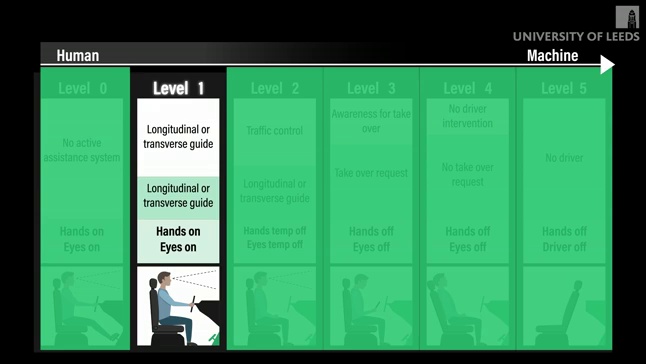 UNIVERSITY OF LEEDS
Human
Machine
Level 0
No active
assistance system
Hands on
Eyes on
Level 1
Longitudinal or
transverse guide
Longitudinal or
transverse guide
Hands on
Eyes on
Level 2
Traffic control
Longitudinal or
transverse guide
Hands temp off
Eyes temp off
Level 3
Awareness for take
over
Take over request
Hands off
Eyes off
Level 4
No driver
intervention
No take over
request
Hands off
Eyes off
Level 5
No driver
Hands off
Driver off